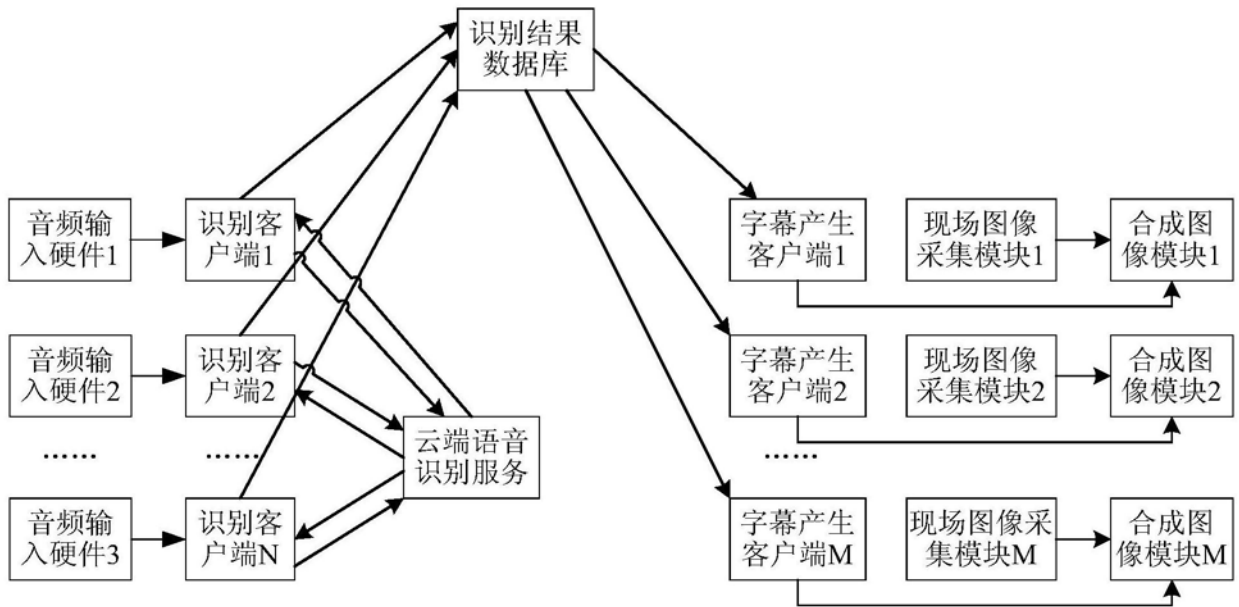 识别结果
数据库
音频输
入硬件1
识别客
户端1
字幕产生
客户端1
现场图像
采集模块1
合成图
像模块1
音频输
入硬件2
识别客
户端2
字幕产生
客户端2
现场图像
采集模块2
合成图
像模块2
云端语音
识别服务
……
……
……
音频输
入硬件3
识别客
户端N
字幕产生
客户端M
现场图像采
集模块M
合成图
像模块M